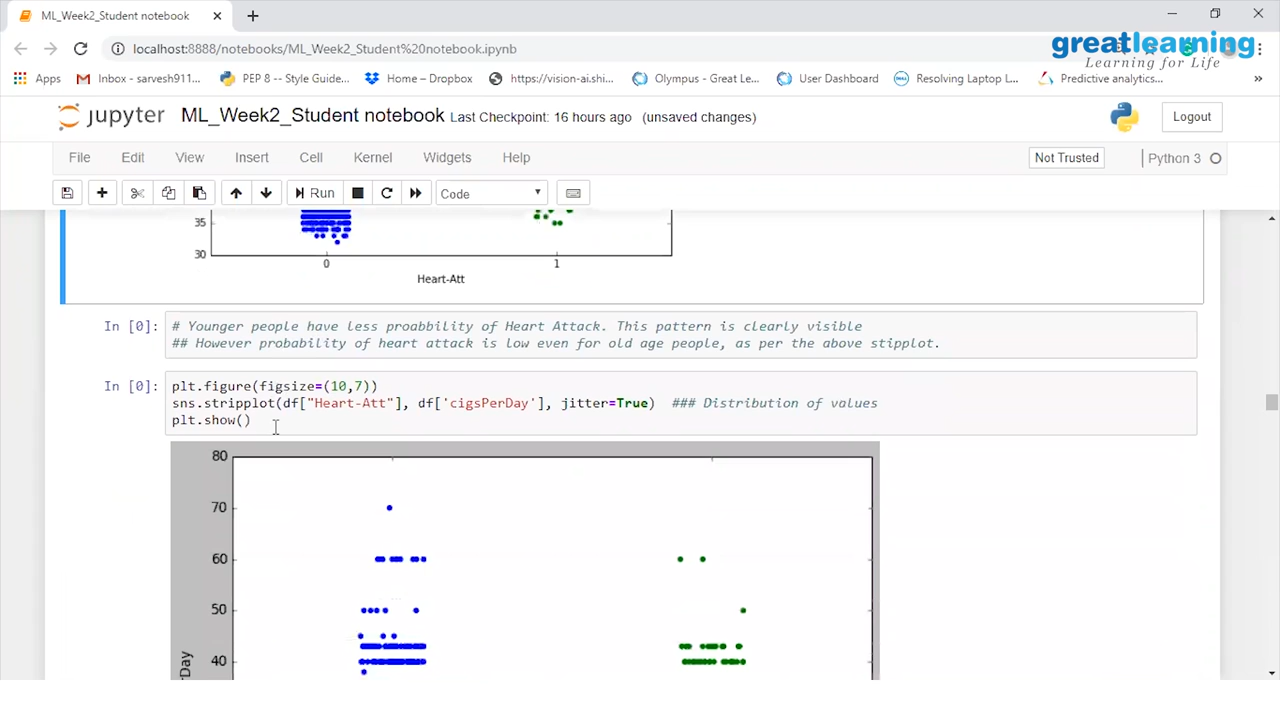 ML_Week2_Student notebook
localhost:8888/notebooks/ML_Week2_Student%20notebook.ipynb
greatlearning
Learning for Life
Apps
Inbox - sarvesh911...
PEP 8 -- Style Guide...
Home – Dropbox
https://vision-ai.shi...
Olympus - Great Le...
User Dashboard
Resolving Laptop L...
Predictive analytics...
»
jupyter
ML_Week2_Student notebook
Last Checkpoint: 16 hours ago (unsaved changes)
Logout
File Edit View Insert Cell Kernel Widgets Help
Not Trusted
Python 3
Run
Code
35
30
0
1
Heart-Att
In [0]:
# Younger people have less proabbility of Heart Attack. This pattern is clearly visible
## However probability of heart attack is low even for old age people, as per the above stipplot.
In [0]:
plt.figure(figsize=(10,7))
sns.stripplot(df["Heart-Att"], df['cigsPerDay'], jitter=True) ### Distribution of values
plt.show()
80
70
60
50
40
rDay